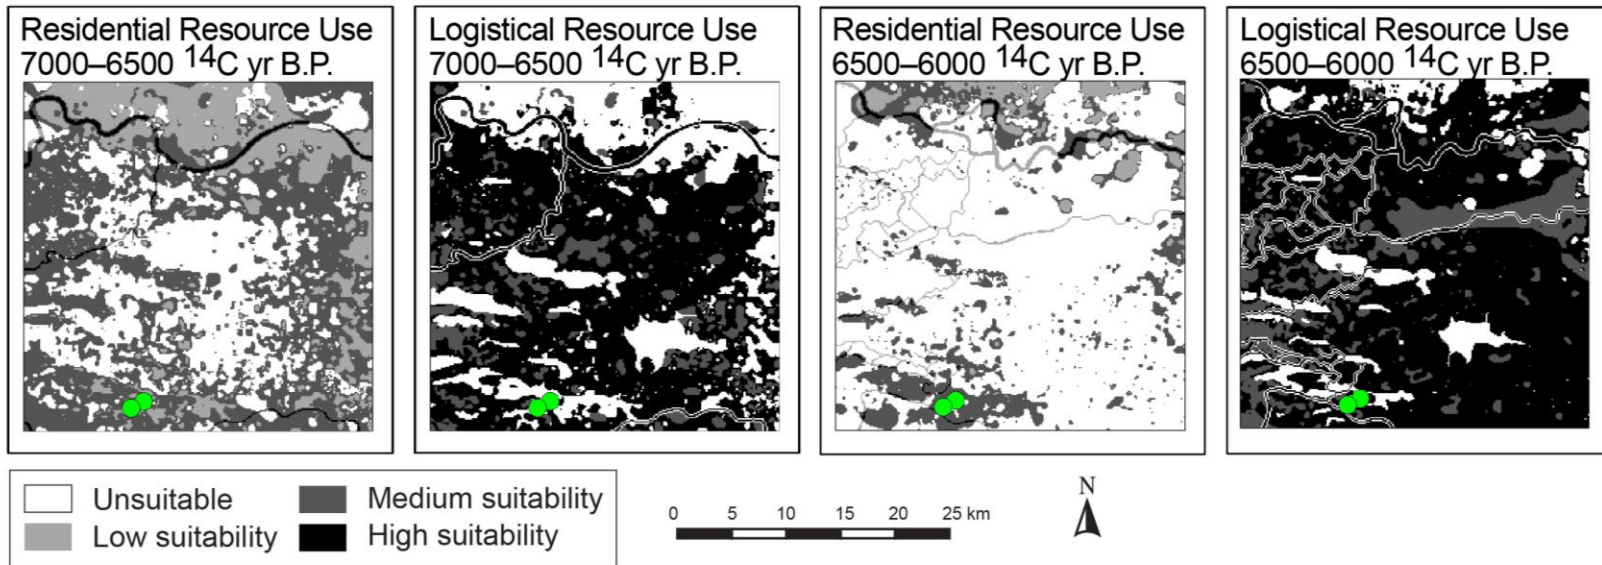 Residential Resource Use
7000–6500 ¹⁴C yr B.P.
Logistical Resource Use
7000–6500 ¹⁴C yr B.P.
Residential Resource Use
6500–6000 ¹⁴C yr B.P.
Logistical Resource Use
6500–6000 ¹⁴C yr B.P.
Unsuitable
Medium suitability
Low suitability
High suitability
0 5 10 15 20 25 km
N